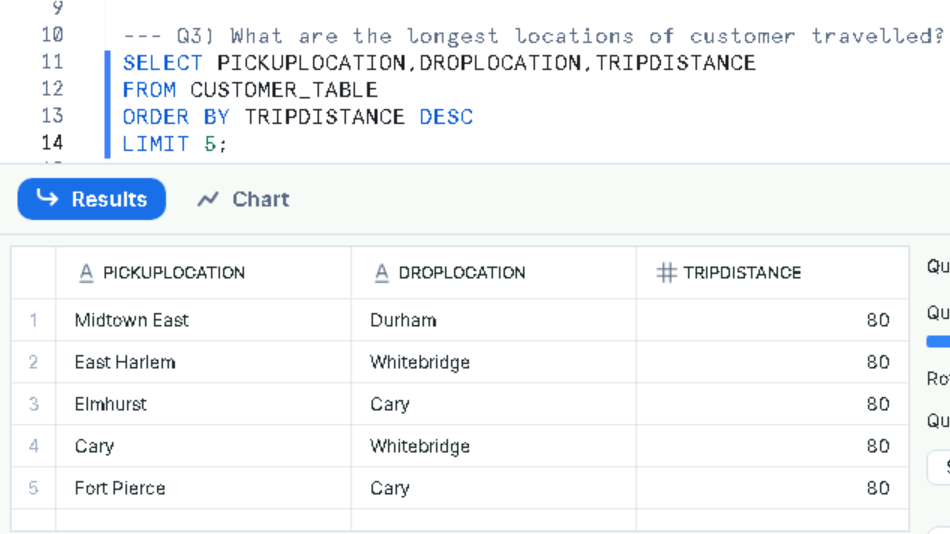 9
10 --- Q3) What are the longest locations of customer travelled?
11 SELECT PICKUPLOCATION,DROPLOCATION,TRIPDISTANCE
12 FROM CUSTOMER_TABLE
13 ORDER BY TRIPDISTANCE DESC
14 LIMIT 5;
Results Chart
PICKUPLOCATION DROPLOCATION TRIPDISTANCE
1 Midtown East Durham 80
2 East Harlem Whitebridge 80
3 Elmhurst Cary 80
4 Cary Whitebridge 80
5 Fort Pierce Cary 80